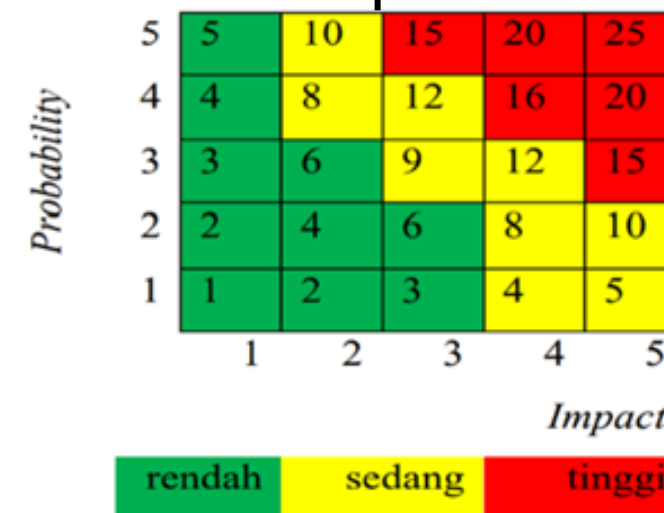 Probability
5 5 10 15 20 25
4 4 8 12 16 20
3 3 6 9 12 15
2 2 4 6 8 10
1 1 2 3 4 5
1 2 3 4 5
Impact
rendah sedang tinggi